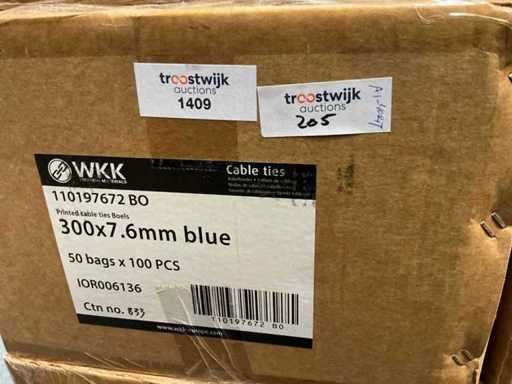 troostwijk
auctions
1409
troostwijk
auctions
205
WKK
Cable ties
110197672 BO
Printed cable ties Boels
300x7.6mm blue
50 bags x 100 PCS
IOR006136
Ctn no. 833
110197672 BO